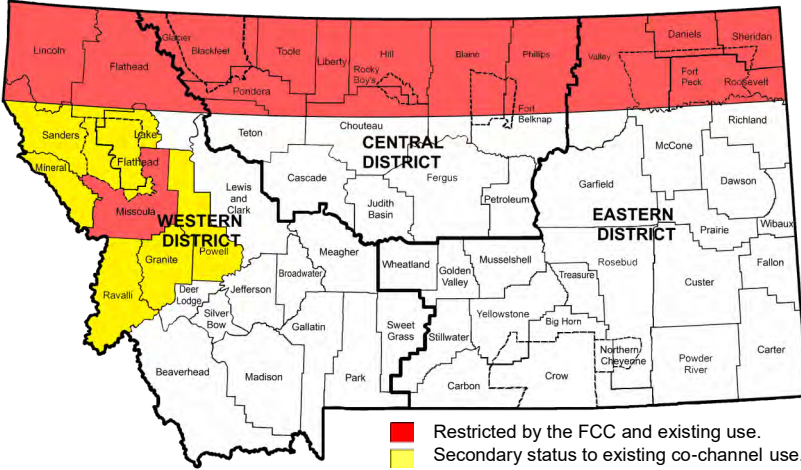 Lincoln
Flathead
Glacier
Blackfeet
Toole
Liberty
Hill
Rocky
Boy's
Blaine
Phillips
Valley
Daniels
Sheridan
Fort
Peck
Roosevelt
Pondera
Fort
Belknap
Sanders
Lake
Flathead
Mineral
Missoula
Teton
Chouteau
CENTRAL
DISTRICT
Cascade
Fergus
Judith
Basin
Petroleum
Richland
McCone
Garfield
Dawson
EASTERN
DISTRICT
Prairie
Wibaux
Lewis
and
Clark
WESTERN
DISTRICT
Powell
Granite
Ravalli
Deer
Lodge
Silver
Bow
Jefferson
Broadwater
Meagher
Wheatland
Golden
Valley
Musselshell
Treasure
Rosebud
Custer
Fallon
Gallatin
Sweet
Grass
Stillwater
Yellowstone
Big Horn
Northern
Cheyenne
Beaverhead
Madison
Park
Carbon
Crow
Powder
River
Carter
Restricted by the FCC and existing use.
Secondary status to existing co-channel use.